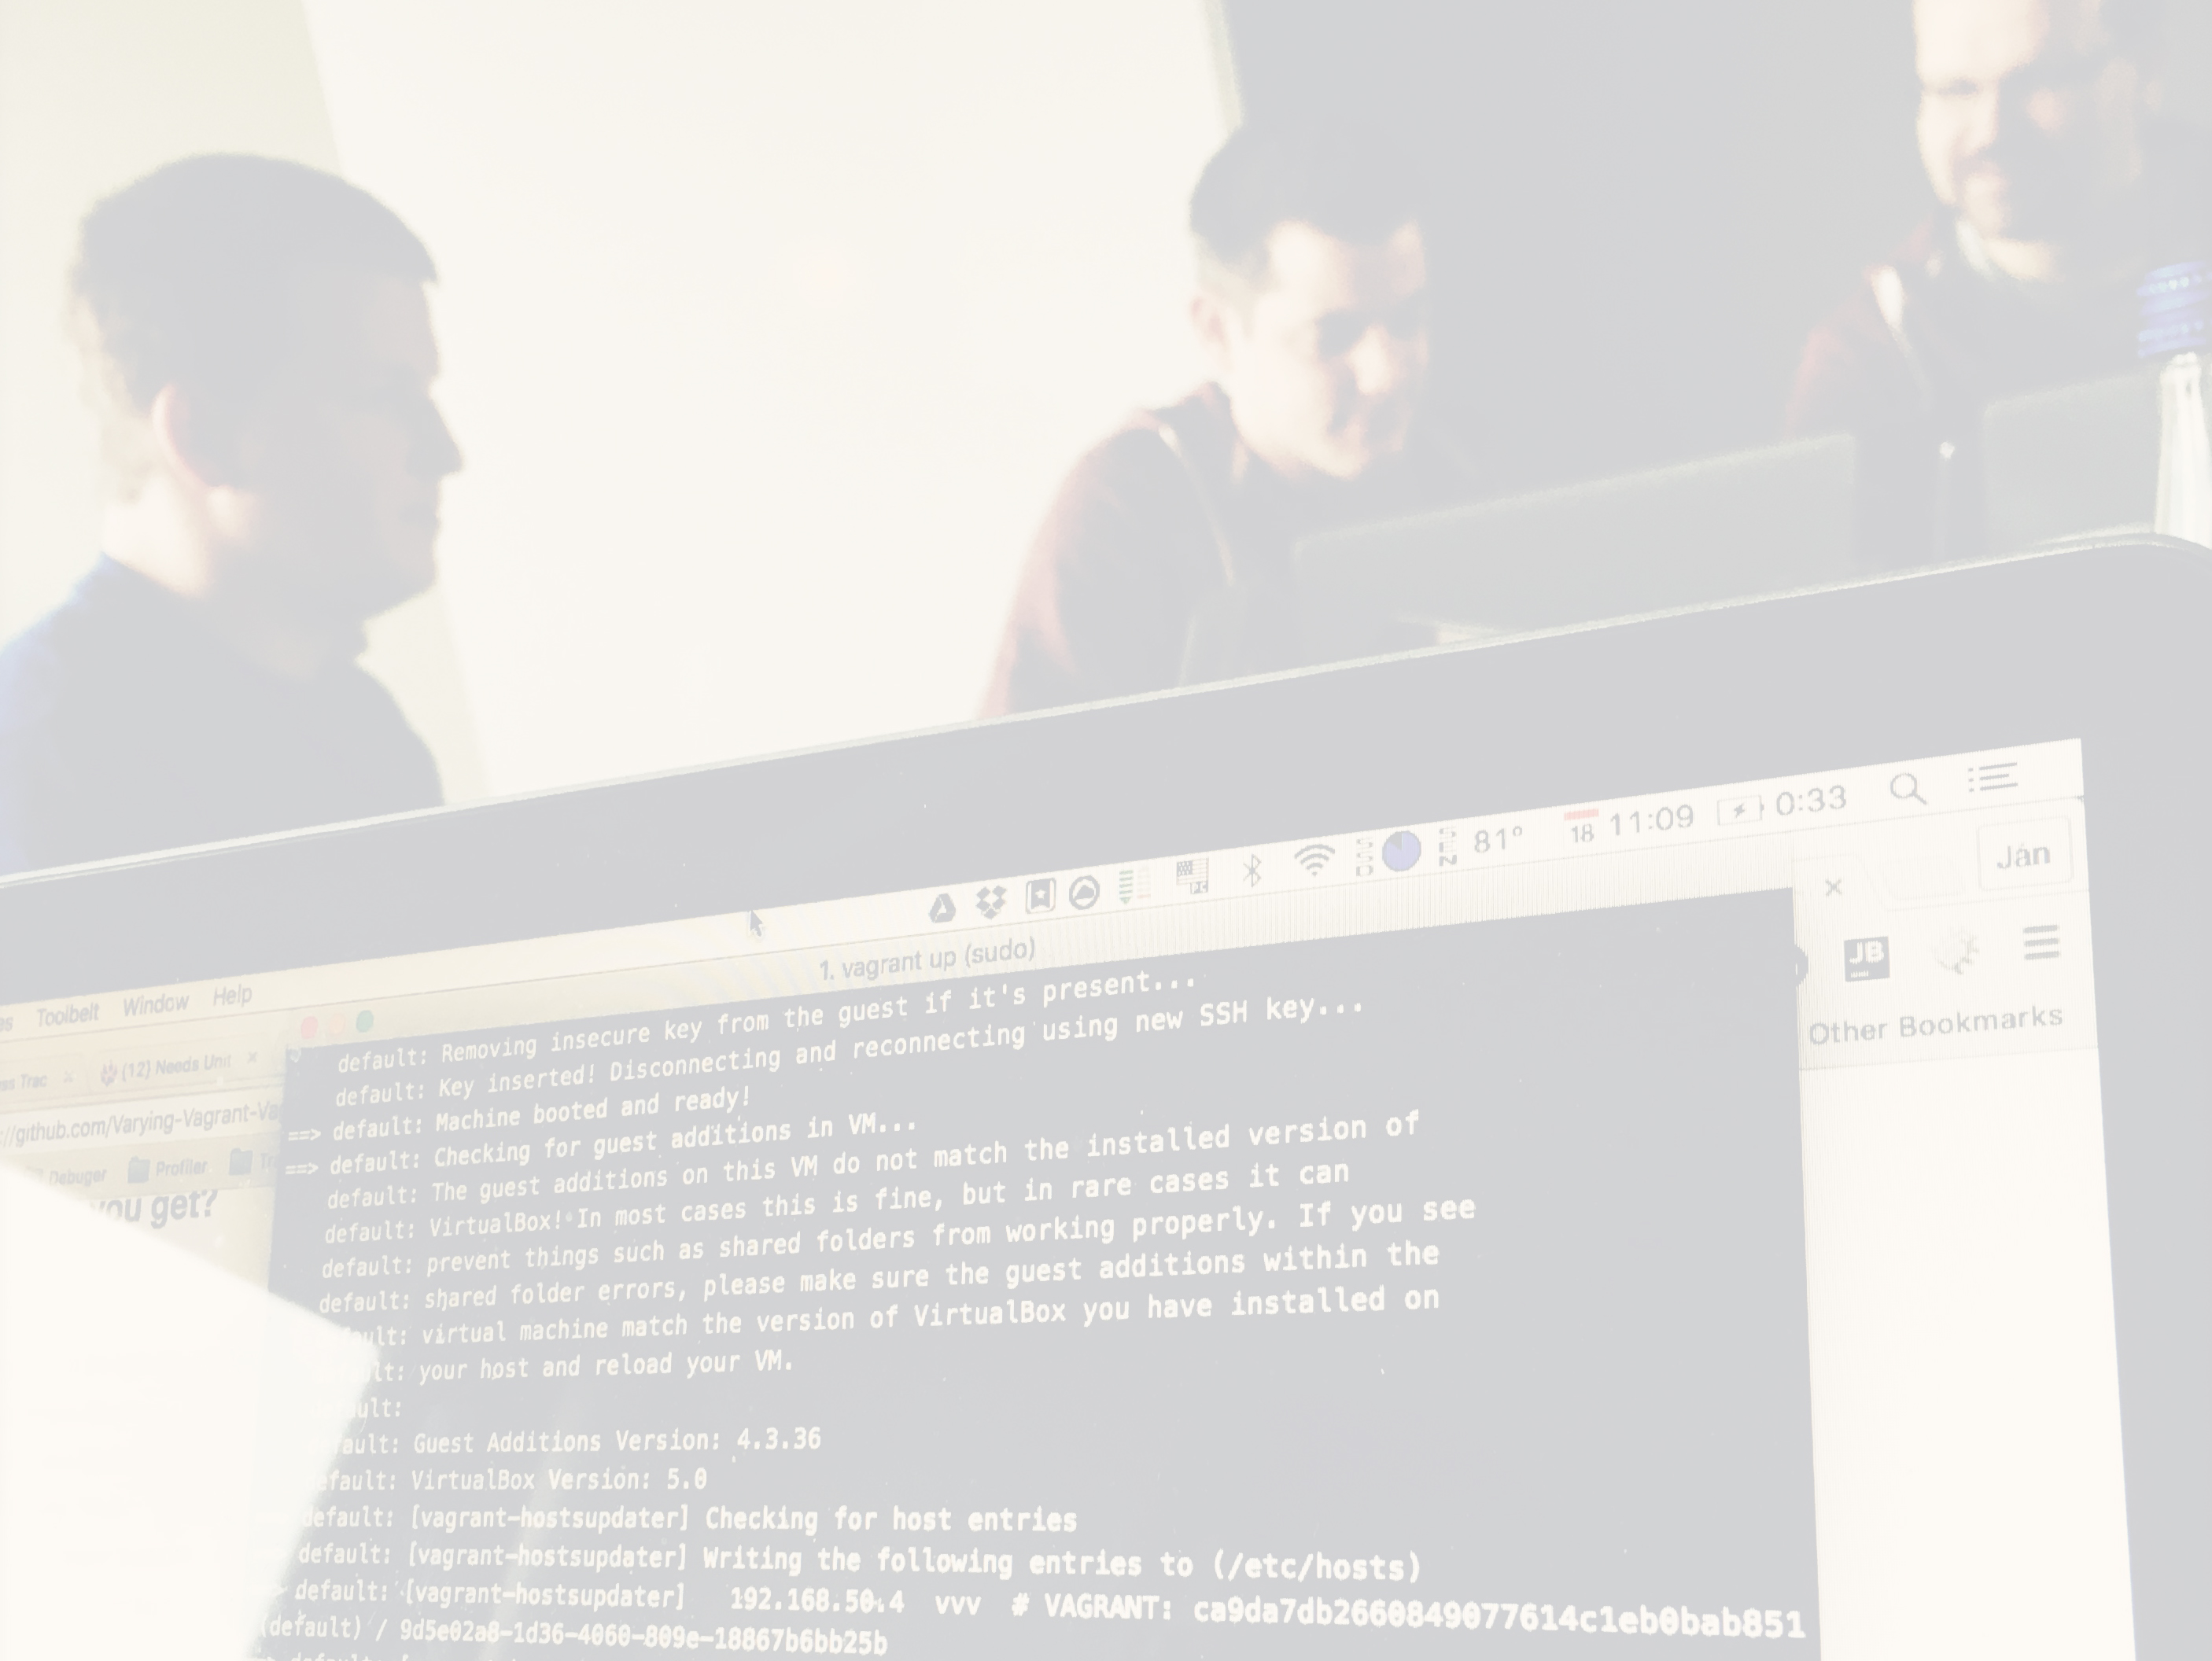 81° 18 11:09 0:33
Ján
1. vagrant up (sudo)
Toolbelt Window Help
JB
Trac (12) Needs Unit
Other Bookmarks
//github.com/Varying-Vagrant-Va
Debuger Profiler
you get?
default: Removing insecure key from the guest if it's present...
default: Key inserted! Disconnecting and reconnecting using new SSH key...
==> default: Machine booted and ready!
==> default: Checking for guest additions in VM...
default: The guest additions on this VM do not match the installed version of
default: VirtualBox! In most cases this is fine, but in rare cases it can
default: prevent things such as shared folders from working properly. If you see
default: shared folder errors, please make sure the guest additions within the
ault: virtual machine match the version of VirtualBox you have installed on
lt: your host and reload your VM.
ult:
ault: Guest Additions Version: 4.3.36
efault: VirtualBox Version: 5.0
default: [vagrant-hostsupdater] Checking for host entries
default: [vagrant-hostsupdater] Writing the following entries to (/etc/hosts)
default: [vagrant-hostsupdater] 192.168.50.4 vvv # VAGRANT: ca9da7db2660849077614c1eb0bab851
(default) / 9d5e02a8-1d36-4060-809e-18867b6bb25b